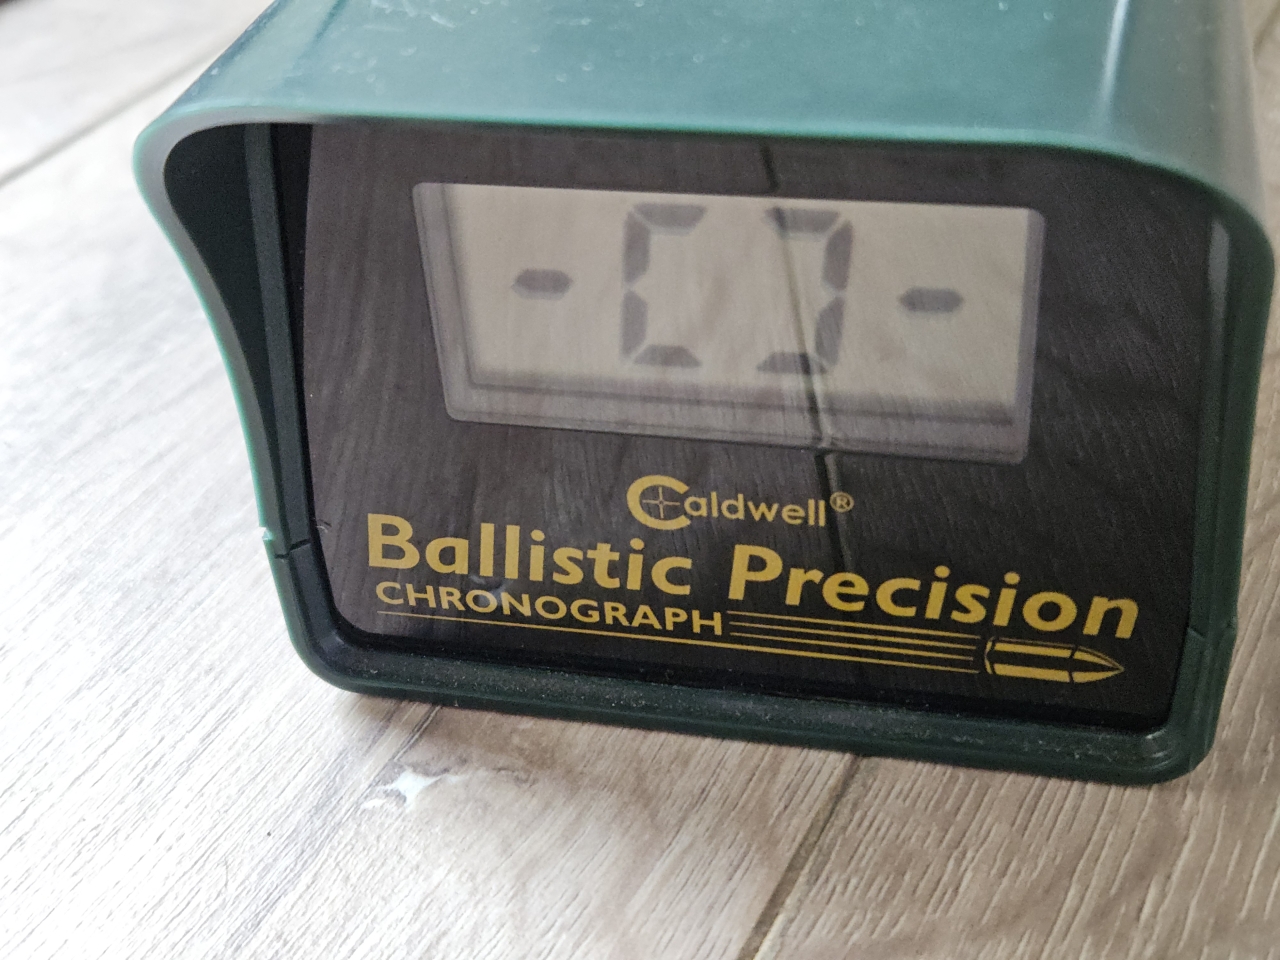 - [] -
Caldwell®
Ballistic Precision
CHRONOGRAPH